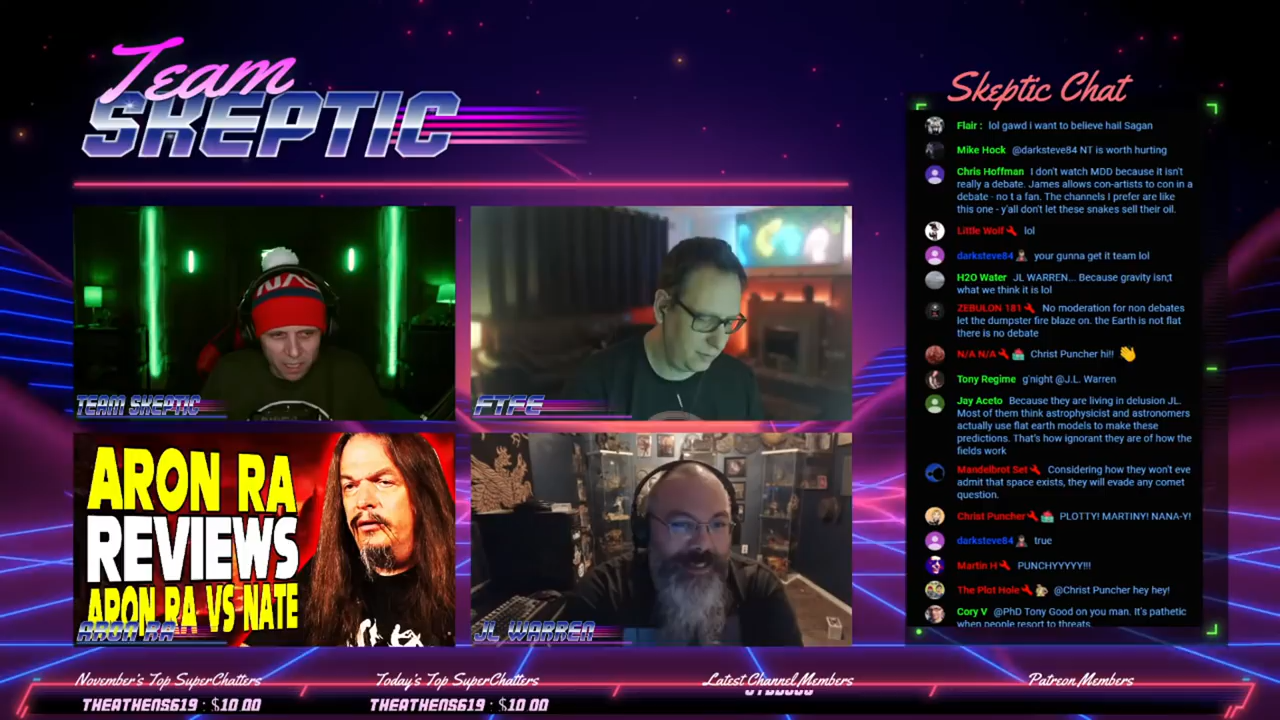 Team
SKEPTIC
Skeptic Chat
Flair : lol gawd i want to believe hail Sagan
Mike Hock @darksteve84 NT is worth hurting
Chris Hoffman I don't watch MDD because it isn't
really a debate. James allows con-artists to con in a
debate - no t a fan. The channels I prefer are like
this one - y'all don't let these snakes sell their oil.
Little Wolf lol
darksteve84 your gunna get it team lol
H2O Water JL WARREN... Because gravity isn;t
what we think it is lol
ZEBULON 181 No moderation for non debates
let the dumpster fire blaze on. the Earth is not flat
there is no debate
N/A N/A Christ Puncher hi!!
Tony Regime g'night @J.L. Warren
Jay Aceto Because they are living in delusion JL.
Most of them think astrophysicist and astronomers
actually use flat earth models to make these
predictions. That's how ignorant they are of how the
fields work
Mandelbrot Set Considering how they won't eve
admit that space exists, they will evade any comet
question.
Christ Puncher PLOTTY! MARTINY! NANA-Y!
darksteve84 true
Martin H PUNCHYYYYY!!!
The Plot Hole @Christ Puncher hey hey!
Cory V @PhD Tony Good on you man. It's pathetic
when people resort to threats
TEAM SKEPTIC
FTFE
ARON RA
REVIEWS
ARON RA VS NATE
ARON RA
JL WARREN
November's Top SuperChatters
THEATHENS619 : $10.00
Today's Top SuperChatters
THEATHENS619 : $10.00
Latest Channel Members
Patreon Members